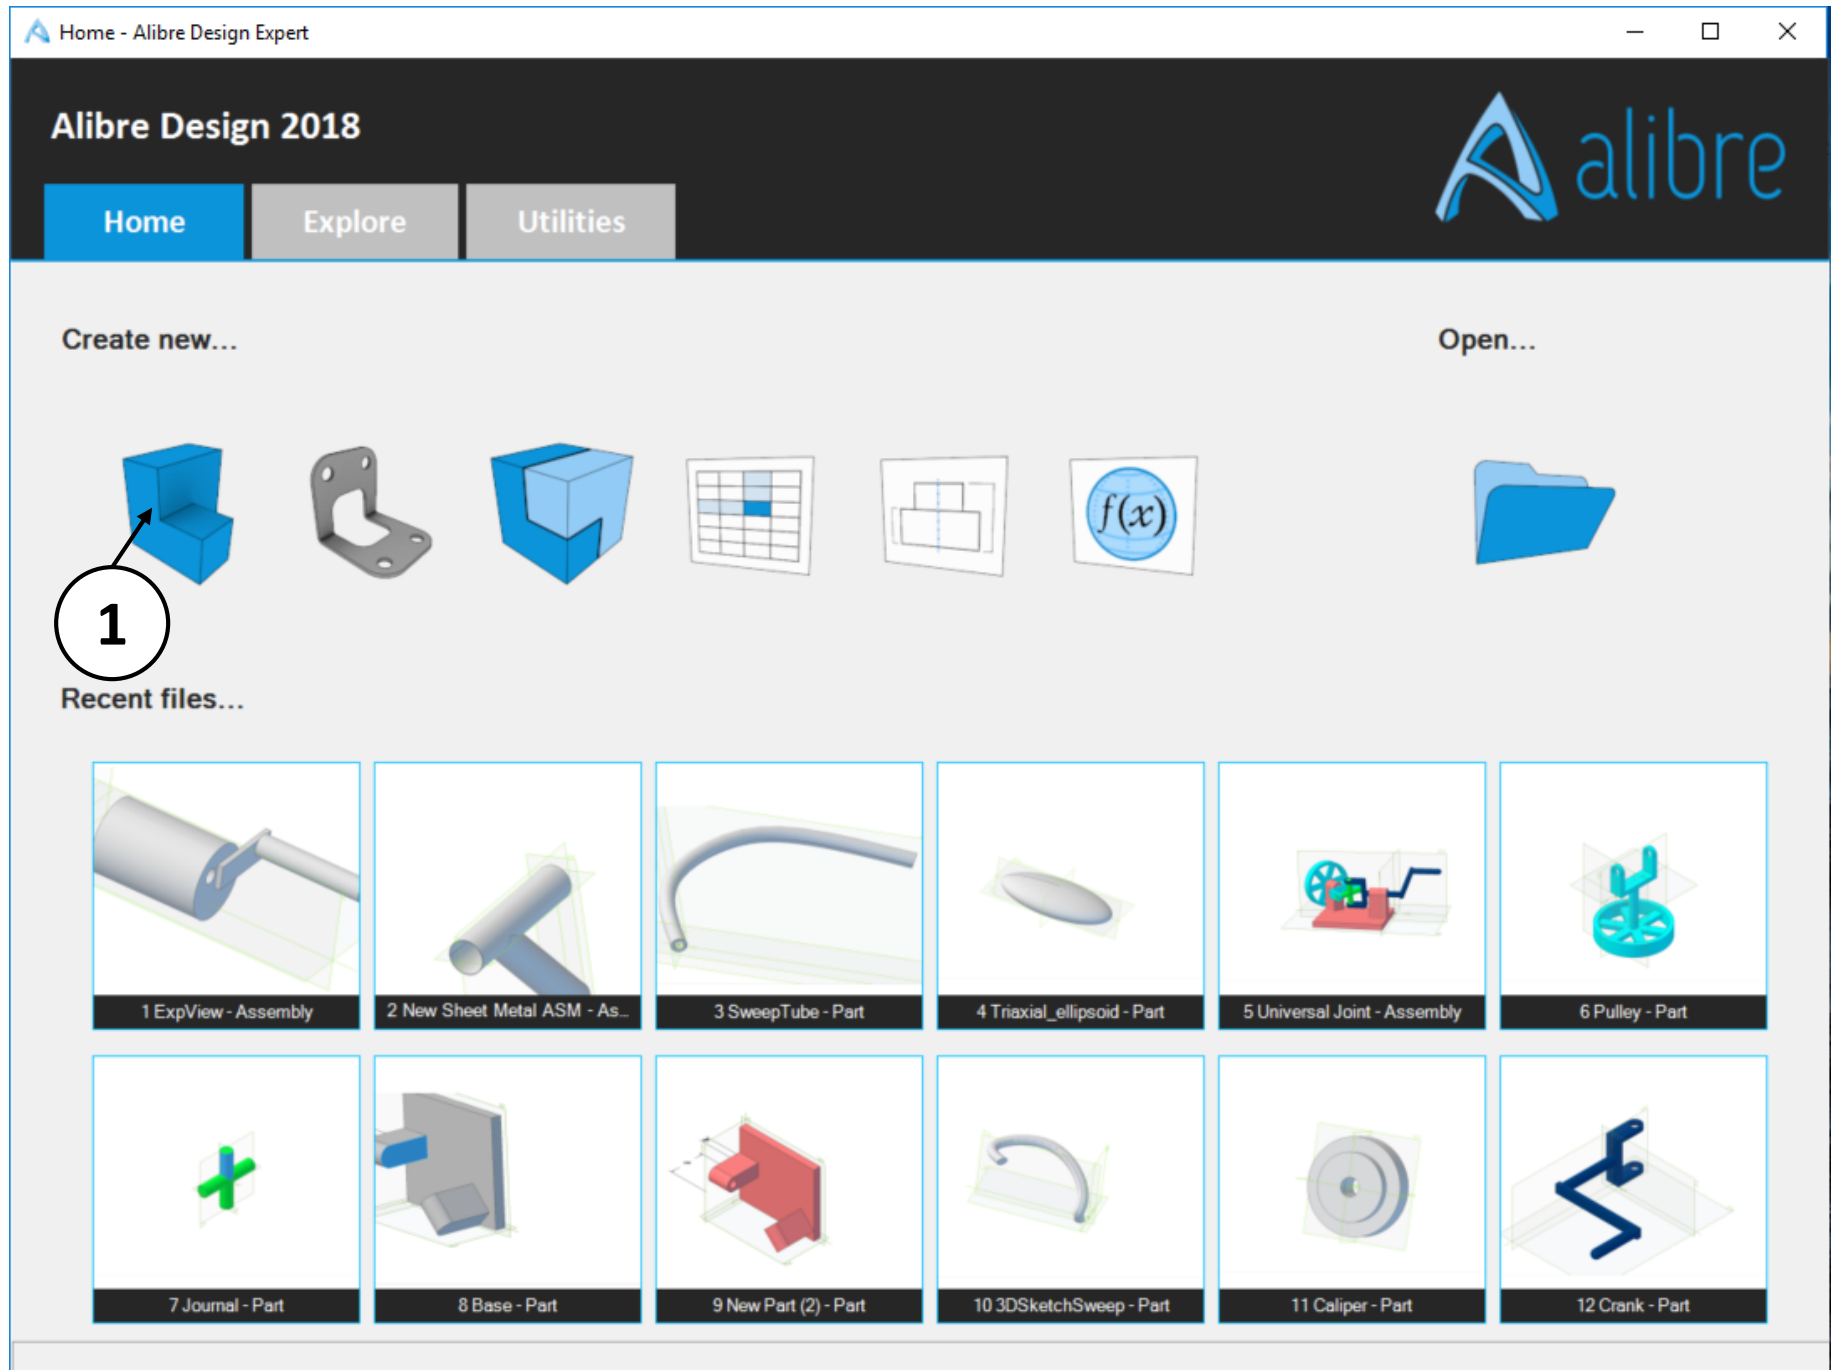 Home - Alibre Design Expert
Alibre Design 2018
alibre
Home Explore Utilities
Create new... Open...
f(x)
1
Recent files...
1 ExpView - Assembly
2 New Sheet Metal ASM - As...
3 SweepTube - Part
4 Triaxial_ellipsoid - Part
5 Universal Joint - Assembly
6 Pulley - Part
7 Journal - Part
8 Base - Part
9 New Part (2) - Part
10 3DSketchSweep - Part
11 Caliper - Part
12 Crank - Part